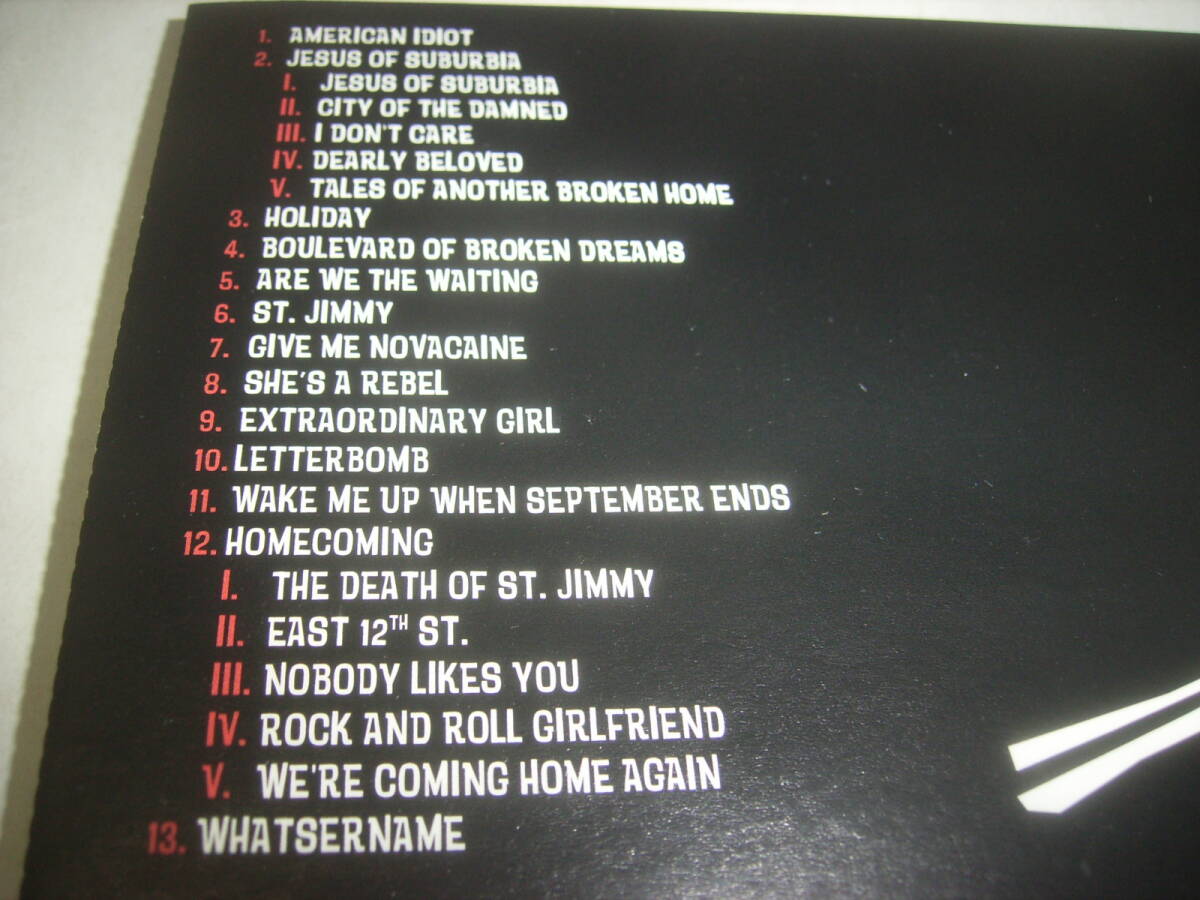 1. AMERICAN IDIOT
2. JESUS OF SUBURBIA
I. JESUS OF SUBURBIA
II. CITY OF THE DAMNED
III. I DON'T CARE
IV. DEARLY BELOVED
V. TALES OF ANOTHER BROKEN HOME
3. HOLIDAY
4. BOULEVARD OF BROKEN DREAMS
5. ARE WE THE WAITING
6. ST. JIMMY
7. GIVE ME NOVACAINE
8. SHE'S A REBEL
9. EXTRAORDINARY GIRL
10. LETTERBOMB
11. WAKE ME UP WHEN SEPTEMBER ENDS
12. HOMECOMING
I. THE DEATH OF ST. JIMMY
II. EAST 12TH ST.
III. NOBODY LIKES YOU
IV. ROCK AND ROLL GIRLFRIEND
V. WE'RE COMING HOME AGAIN
13. WHATSERNAME